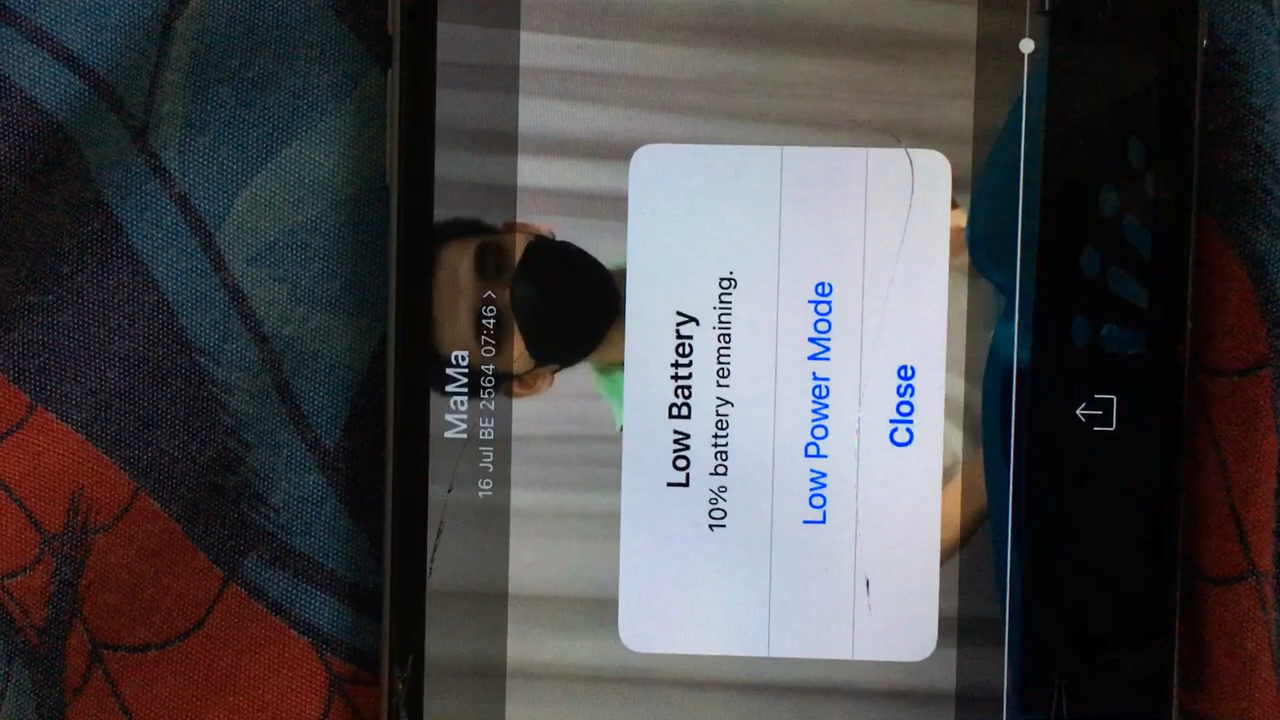 MaMa
16 Jul BE 2564 07:46 >
Low Battery
10% battery remaining.
Low Power Mode
Close